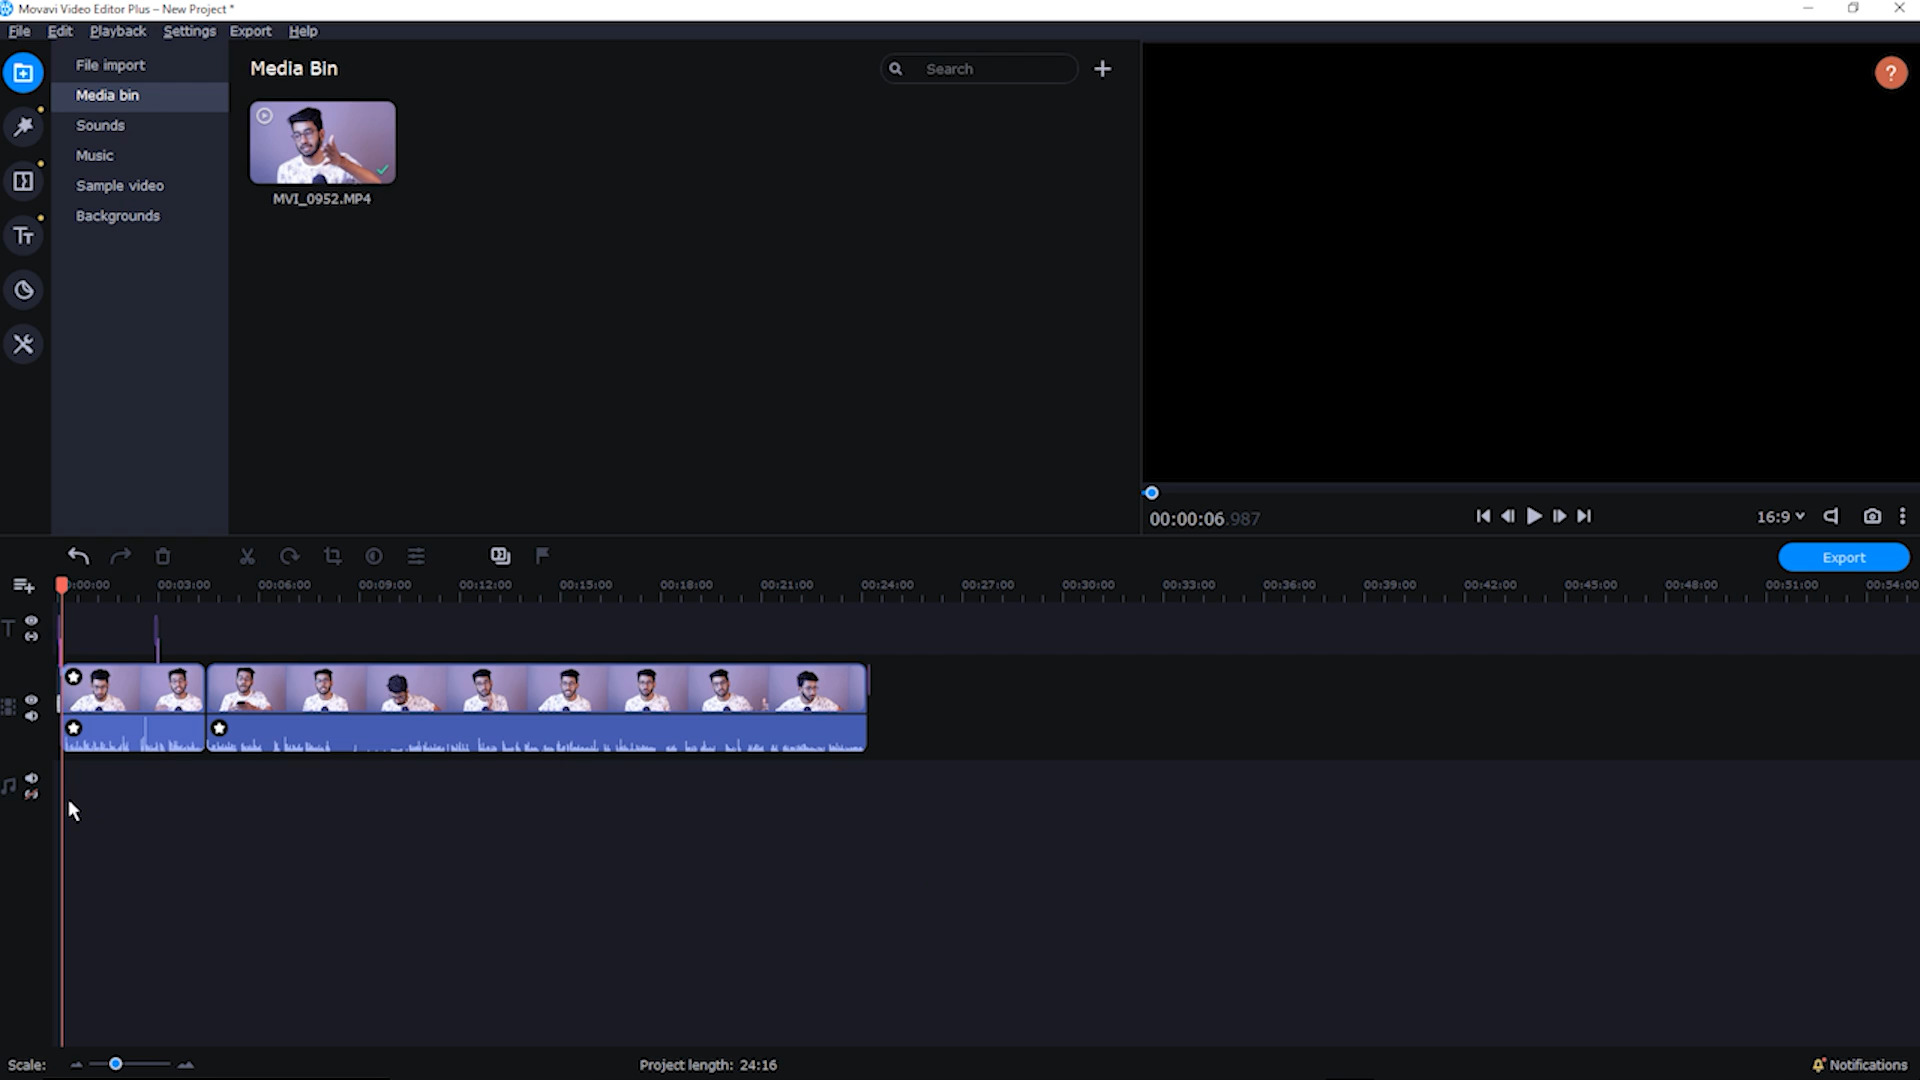 Movavi Video Editor Plus – New Project *
File Edit Playback Settings Export Help
File import
Media bin
Sounds
Music
Sample video
Backgrounds
Media Bin
Search
MVI_0952.MP4
?
00:00:06.987
16:9
Export
0:00:00 00:03:00 00:06:00 00:09:00 00:12:00 00:15:00 00:18:00 00:21:00 00:24:00 00:27:00 00:30:00 00:33:00 00:36:00 00:39:00 00:42:00 00:45:00 00:48:00 00:51:00 00:54:00
Scale:
Project length: 24:16
Notifications